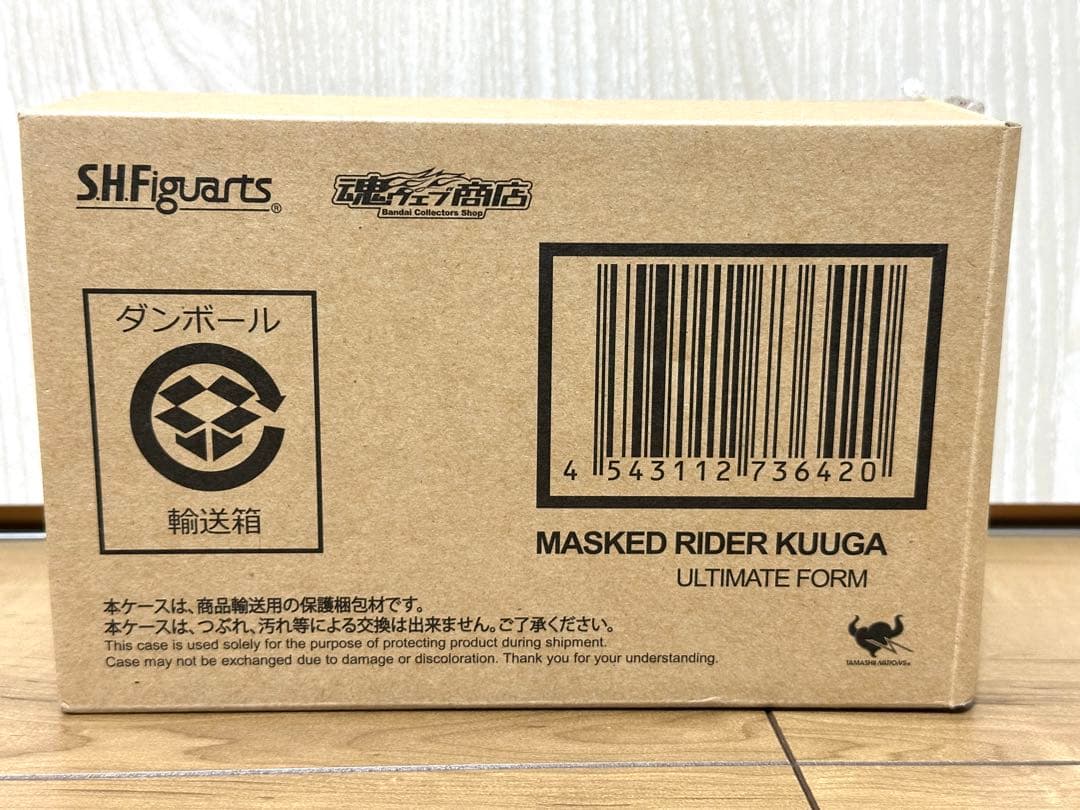 S.H.Figuarts®
魂ウェブ商店
Bandai Collectors Shop
ダンボール
輸送箱
4 543112 736420
MASKED RIDER KUUGA
ULTIMATE FORM
本ケースは、商品輸送用の保護梱包材です。
本ケースは、つぶれ、汚れ等による交換は出来ません。ご了承ください。
This case is used solely for the purpose of protecting product during shipment.
Case may not be exchanged due to damage or discoloration. Thank you for your understanding.
TAMASHII NATIONS®